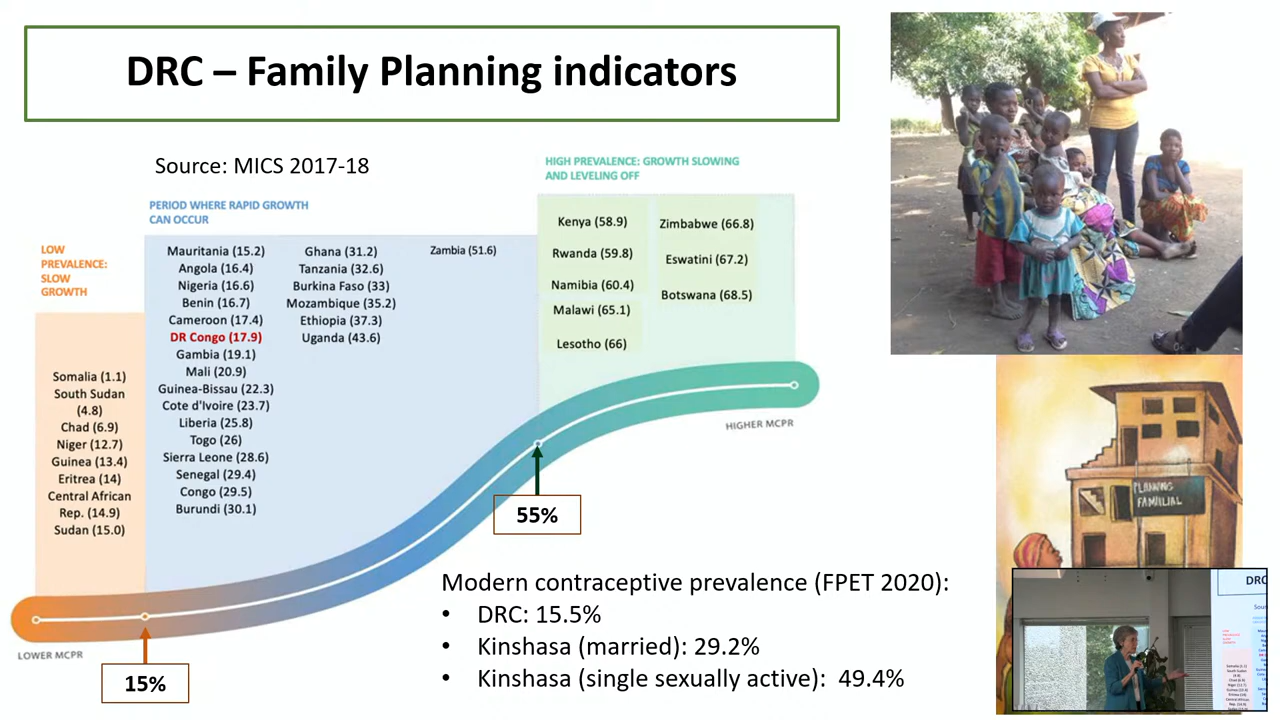 DRC – Family Planning indicators
Source: MICS 2017-18
LOW
PREVALENCE:
SLOW
GROWTH
Somalia (1.1)
South Sudan
(4.8)
Chad (6.9)
Niger (12.7)
Guinea (13.4)
Eritrea (14)
Central African
Rep. (14.9)
Sudan (15.0)
PERIOD WHERE RAPID GROWTH
CAN OCCUR
Mauritania (15.2)
Angola (16.4)
Nigeria (16.6)
Benin (16.7)
Cameroon (17.4)
DR Congo (17.9)
Gambia (19.1)
Mali (20.9)
Guinea-Bissau (22.3)
Cote d'Ivoire (23.7)
Liberia (25.8)
Togo (26)
Sierra Leone (28.6)
Senegal (29.4)
Congo (29.5)
Burundi (30.1)
Ghana (31.2)
Tanzania (32.6)
Burkina Faso (33)
Mozambique (35.2)
Ethiopia (37.3)
Uganda (43.6)
Zambia (51.6)
HIGH PREVALENCE: GROWTH SLOWING
AND LEVELING OFF
Kenya (58.9)
Rwanda (59.8)
Namibia (60.4)
Malawi (65.1)
Lesotho (66)
Zimbabwe (66.8)
Eswatini (67.2)
Botswana (68.5)
HIGHER MCPR
55%
LOWER MCPR
15%
Modern contraceptive prevalence (FPET 2020):
• DRC: 15.5%
• Kinshasa (married): 29.2%
• Kinshasa (single sexually active): 49.4%
PLANNING
FAMILIAL
DRC